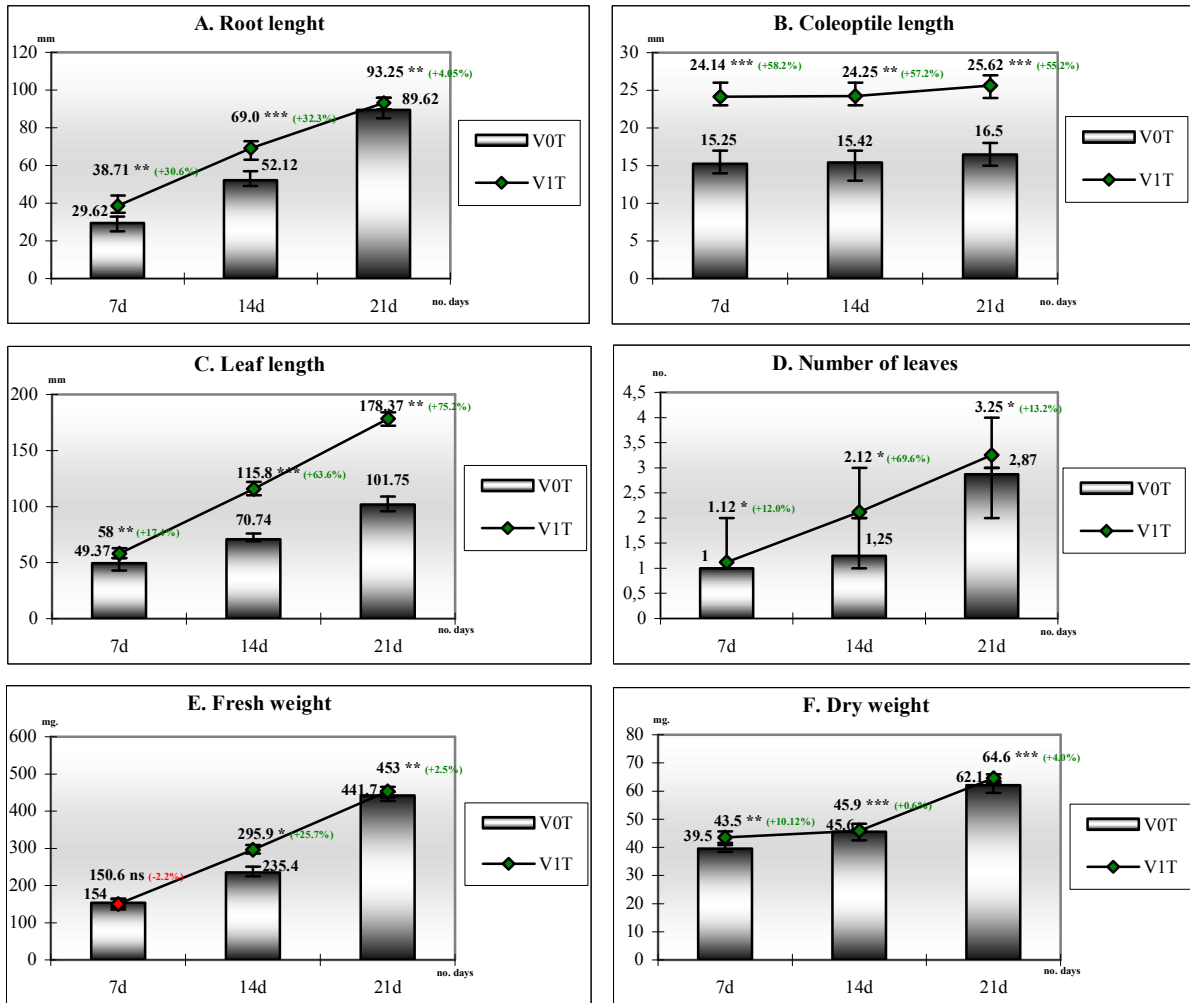 A. Root lenght
mm
120
100
80
60
40
20
0
38.71 ** (+30.6%)
29.62
69.0 *** (+32.3%)
52.12
93.25 ** (+4.05%)
89.62
7d
14d
21d
no. days
V0T
V1T
B. Coleoptile length
mm
30
25
20
15
10
5
0
24.14 *** (+58.2%)
15.25
24.25 ** (+57.2%)
15.42
25.62 *** (+55.2%)
16.5
7d
14d
21d
no. days
V0T
V1T
C. Leaf length
mm
200
150
100
50
0
58 ** (+17.4%)
49.37
115.8 *** (+63.6%)
70.74
178,37 ** (+75.2%)
101.75
7d
14d
21d
no. days
V0T
V1T
D. Number of leaves
no.
4,5
4
3,5
3
2,5
2
1,5
1
0,5
0
1.12 * (+12.0%)
1
2.12 * (+69.6%)
1,25
3.25 * (+13.2%)
2,87
7d
14d
21d
no. days
V0T
V1T
E. Fresh weight
mg.
600
500
400
300
200
100
0
150.6 ns (-2.2%)
154
295.9 * (+25.7%)
235.4
453 ** (+2.5%)
441.7
7d
14d
21d
no. days
V0T
V1T
F. Dry weight
mg.
80
70
60
50
40
30
20
10
0
43.5 ** (+10.12%)
39.5
45.9 *** (+0.6%)
45.6
64.6 *** (+4.0%)
62.1
7d
14d
21d
no. days
V0T
V1T